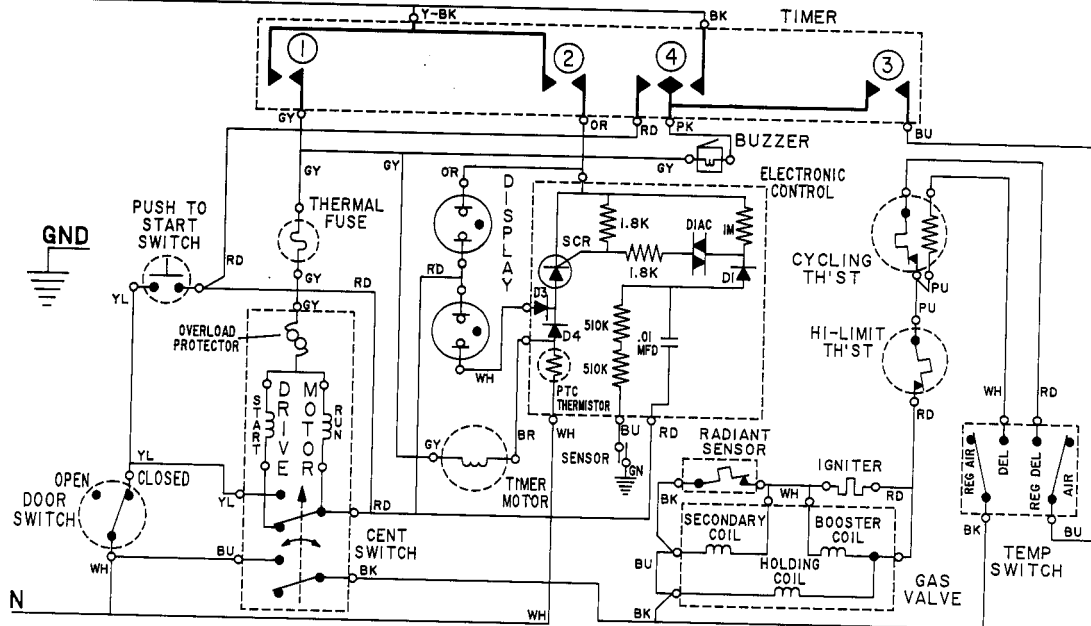 Y-BK
BK
TIMER
1
2
4
3
GY
OR
RD
PK
BU
BUZZER
GY
GY
GY
OR
DISPLAY
ELECTRONIC
CONTROL
THERMAL
FUSE
PUSH TO
START
SWITCH
GND
1.8K
DIAC
1M
SCR
1.8K
D1
CYCLING
TH'ST
PU
PU
RD
RD
RD
YL
GY
GY
D3
D4
510K
.01
MFD
510K
HI-LIMIT
TH'ST
OVERLOAD
PROTECTOR
WH
PTC
THERMISTOR
WH
RD
RD
DRIVE
MOTOR
START
RUN
BR
WH
BU
RD
RADIANT
SENSOR
GY
SENSOR
GN
IGNITER
REG AIR
DEL
REG DEL
AIR
YL
OPEN
CLOSED
DOOR
SWITCH
TIMER
MOTOR
BK
WH
RD
YL
RD
SECONDARY
COIL
BOOSTER
COIL
BK
BU
TEMP
SWITCH
CENT
SWITCH
BU
WH
BK
BU
HOLDING
COIL
GAS
VALVE
N
WH
BK